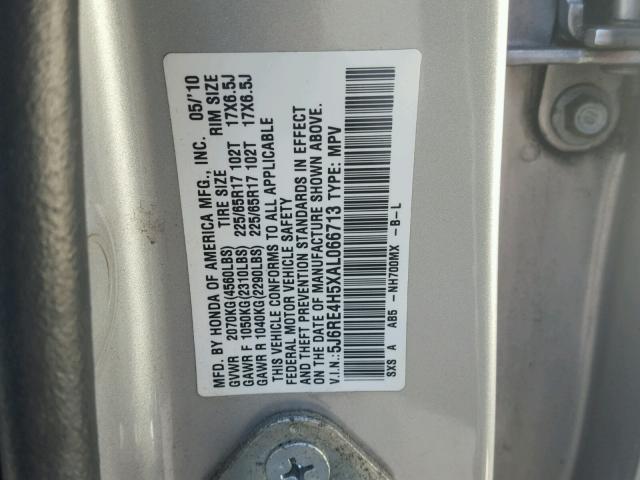 MFD. BY HONDA OF AMERICA MFG., INC. 05/'10
TIRE SIZE RIM SIZE
GVWR 2070KG(4560LBS)
GAWR F 1050KG(2310LBS) 225/65R17 102T 17X6.5J
GAWR R 1040KG(2290LBS) 225/65R17 102T 17X6.5J
THIS VEHICLE CONFORMS TO ALL APPLICABLE
FEDERAL MOTOR VEHICLE SAFETY
AND THEFT PREVENTION STANDARDS IN EFFECT
ON THE DATE OF MANUFACTURE SHOWN ABOVE.
V.I.N.:5J6RE4H5XAL066713 TYPE: MPV
SXS A AB5 -NH700MX -B-L